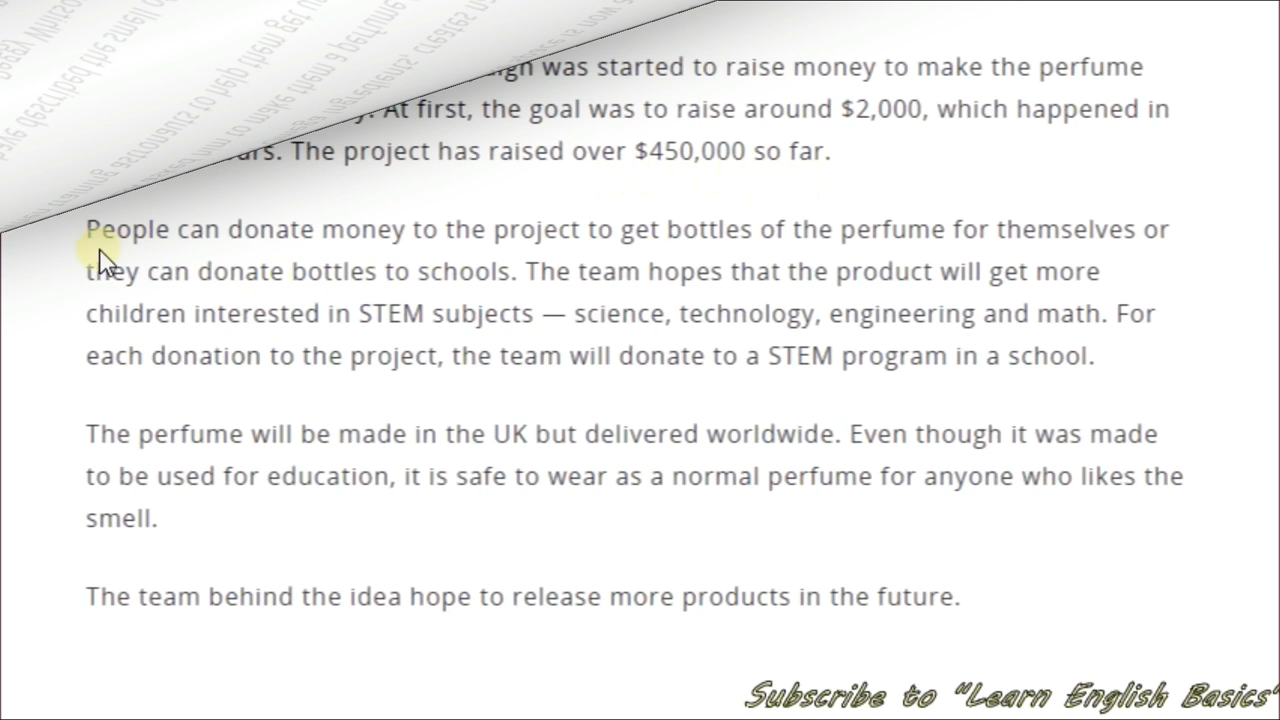 was started to raise money to make the perfume
At first, the goal was to raise around $2,000, which happened in
The project has raised over $450,000 so far.
People can donate money to the project to get bottles of the perfume for themselves or
they can donate bottles to schools. The team hopes that the product will get more
children interested in STEM subjects — science, technology, engineering and math. For
each donation to the project, the team will donate to a STEM program in a school.
The perfume will be made in the UK but delivered worldwide. Even though it was made
to be used for education, it is safe to wear as a normal perfume for anyone who likes the
smell.
The team behind the idea hope to release more products in the future.
Subscribe to "Learn English Basics"